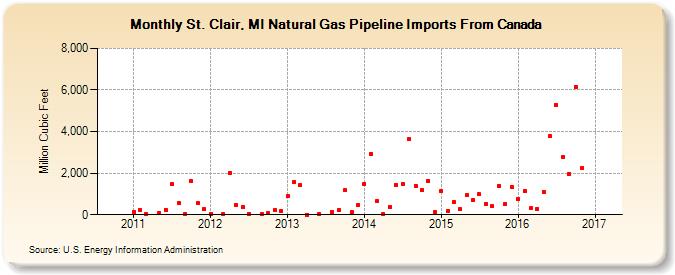 Monthly St. Clair, MI Natural Gas Pipeline Imports From Canada
Million Cubic Feet
8,000
6,000
4,000
2,000
0
2011 2012 2013 2014 2015 2016 2017
Source: U.S. Energy Information Administration